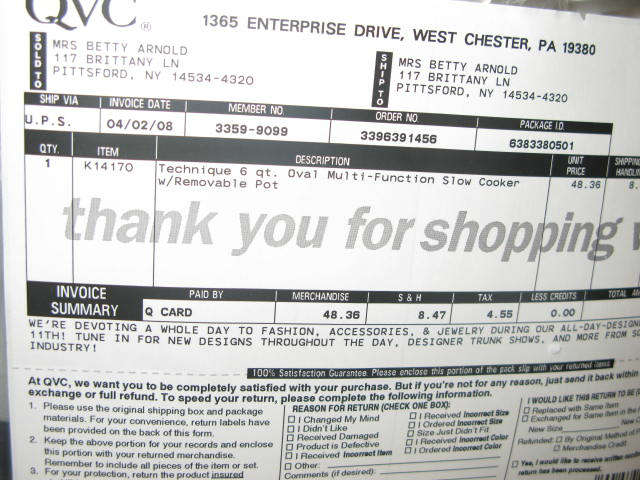 QVC
1365 ENTERPRISE DRIVE, WEST CHESTER, PA 19380
SOLD TO
MRS BETTY ARNOLD
117 BRITTANY LN
PITTSFORD, NY 14534-4320
SHIP TO
MRS BETTY ARNOLD
117 BRITTANY LN
PITTSFORD, NY 14534-4320
SHIP VIA INVOICE DATE MEMBER NO. ORDER NO. PACKAGE I.D.
U.P.S. 04/02/08 3359-9099 3396391456 6383380501
QTY. ITEM DESCRIPTION UNIT PRICE SHIPPING
1 K14170 Technique 6 qt. Oval Multi-Function Slow Cooker 48.36 8.
w/Removable Pot
thank you for shopping
INVOICE SUMMARY PAID BY MERCHANDISE S & H TAX LESS CREDITS TOTAL
Q CARD 48.36 8.47 4.55 0.00
WE'RE DEVOTING A WHOLE DAY TO FASHION, ACCESSORIES, & JEWELRY DURING OUR ALL-DAY-DESIGNE
11TH! TUNE IN FOR NEW DESIGNS THROUGHOUT THE DAY, DESIGNER TRUNK SHOWS, AND MORE FROM
INDUSTRY!
100% Satisfaction Guarantee. Please enclose this portion of the pack slip with your returned items.
At QVC, we want you to be completely satisfied with your purchase. But if you're not for any reason, just send it back within
exchange or full refund. To speed your return, please complete the following information.
1. Please use the original shipping box and package
materials. For your convenience, return labels have
been provided on the back of this form.
2. Keep the above portion for your records and enclose
this portion with your returned merchandise.
Remember to include all pieces of the item or set.
3. For your protection, return the product insured
REASON FOR RETURN (CHECK ONE BOX):
I Changed My Mind
I Didn't Like
I Received Damaged
Product is Defective
Other:
Comments (if desired):
I Received Incorrect Size
I Ordered Incorrect Size
Size Just Didn't Fit
I Received Incorrect Color
I Ordered Incorrect Color
I WOULD LIKE THIS RETURN TO BE
Replaced with Same Item
Exchanged for Same Item in the
New Size New
Refunded: By Original Method of
Merchandise Credit
Yes, I would like to receive written
return has been processed.